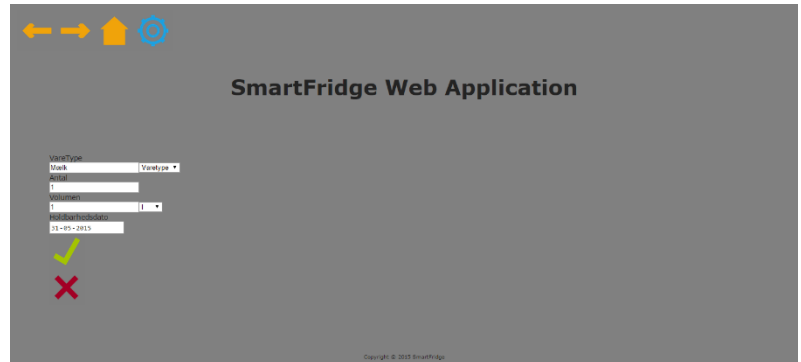 SmartFridge Web Application
VareType
Mælk Varetype
Antal
1
Volumen
1 l
Holdbarhedsdato
31-05-2015
Copyright © 2015 SmartFridge